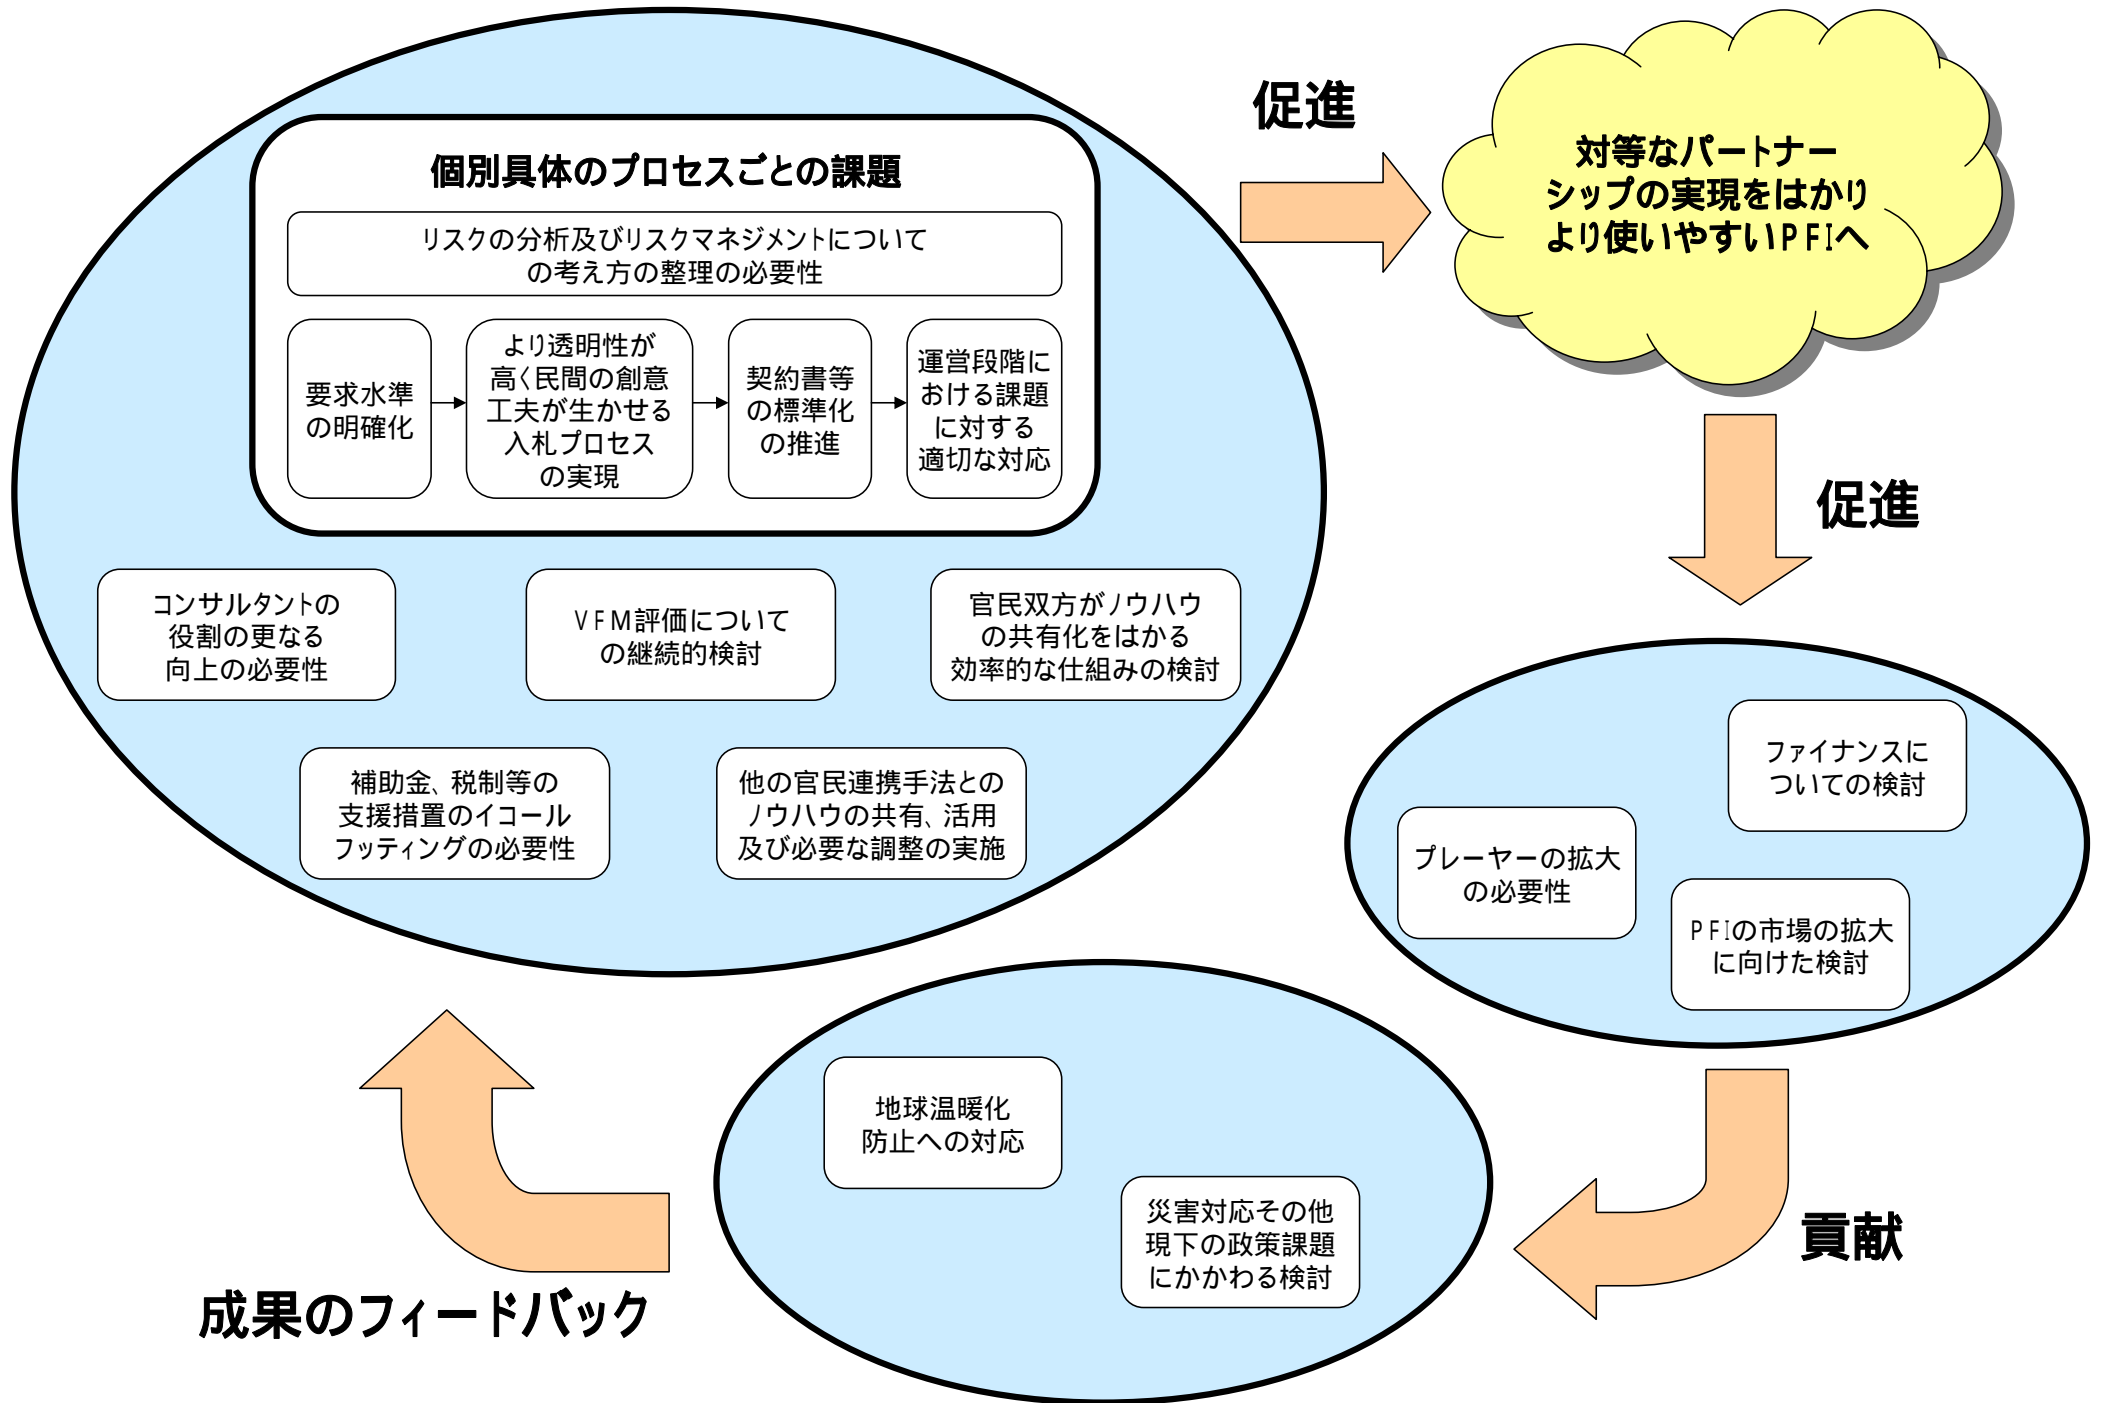 促進
対等なパートナー
シップの実現をはかり
より使いやすいPFIへ
個別具体のプロセスごとの課題
リスクの分析及びリスクマネジメントについて
の考え方の整理の必要性
要求水準
の明確化
より透明性が
高く民間の創意
工夫が生かせる
入札プロセス
の実現
契約書等
の標準化
の推進
運営段階に
おける課題
に対する
適切な対応
促進
コンサルタントの
役割の更なる
向上の必要性
VFM評価について
の継続的検討
官民双方がノウハウ
の共有化をはかる
効率的な仕組みの検討
補助金、税制等の
支援措置のイコール
フッティングの必要性
他の官民連携手法との
ノウハウの共有、活用
及び必要な調整の実施
ファイナンスに
ついての検討
プレーヤーの拡大
の必要性
PFIの市場の拡大
に向けた検討
地球温暖化
防止への対応
災害対応その他
現下の政策課題
にかかわる検討
貢献
成果のフィードバック